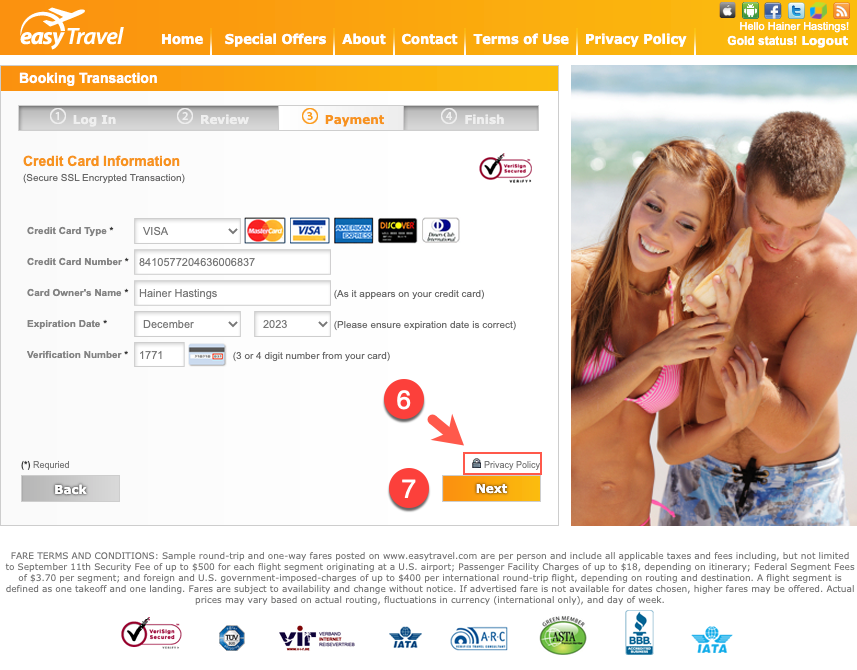 easyTravel
Home Special Offers About Contact Terms of Use Privacy Policy
Hello Hainer Hastings!
Gold status! Logout
Booking Transaction
1 Log In 2 Review 3 Payment 4 Finish
Credit Card Information
(Secure SSL Encrypted Transaction)
VeriSign
Secured
VERIFY
Credit Card Type * VISA MasterCard VISA AMERICAN EXPRESS DISCOVER Diners Club International
Credit Card Number * 8410577204636006837
Card Owner's Name * Hainer Hastings (As it appears on your credit card)
Expiration Date * December 2023 (Please ensure expiration date is correct)
Verification Number * 1771 (3 or 4 digit number from your card)
6
(*) Requried Privacy Policy
Back 7 Next
FARE TERMS AND CONDITIONS: Sample round-trip and one-way fares posted on www.easytravel.com are per person and include all applicable taxes and fees including, but not limited
to September 11th Security Fee of up to $500 for each flight segment originating at a U.S. airport; Passenger Facility Charges of up to $18, depending on itinerary; Federal Segment Fees
of $3.70 per segment; and foreign and U.S. government-imposed-charges of up to $400 per international round-trip flight, depending on routing and destination. A flight segment is
defined as one takeoff and one landing. Fares are subject to availability and change without notice. If advertised fare is not available for dates chosen, higher fares may be offered. Actual
prices may vary based on actual routing, fluctuations in currency (international only), and day of week.
VeriSign
Secured
VERIFY
TÜV
vir VERBAND
INTERNET
REISEVERTRIEB
IATA
A·R·C
GREEN MEMBER
ASTA
BBB
ACCREDITED
BUSINESS
IATA